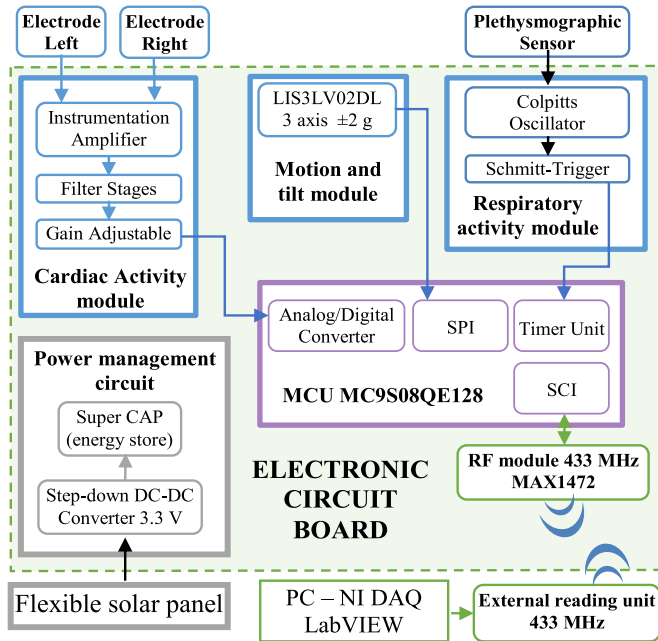 Electrode
Left
Electrode
Right
Plethysmographic
Sensor
Instrumentation
Amplifier
Filter Stages
Gain Adjustable
Cardiac Activity
module
LIS3LV02DL
3 axis ±2 g
Motion and
tilt module
Colpitts
Oscillator
Schmitt-Trigger
Respiratory
activity module
Analog/Digital
Converter
SPI
Timer Unit
SCI
MCU MC9S08QE128
Power management
circuit
Super CAP
(energy store)
Step-down DC-DC
Converter 3.3 V
ELECTRONIC
CIRCUIT
BOARD
RF module 433 MHz
MAX1472
Flexible solar panel
PC – NI DAQ
LabVIEW
External reading unit
433 MHz